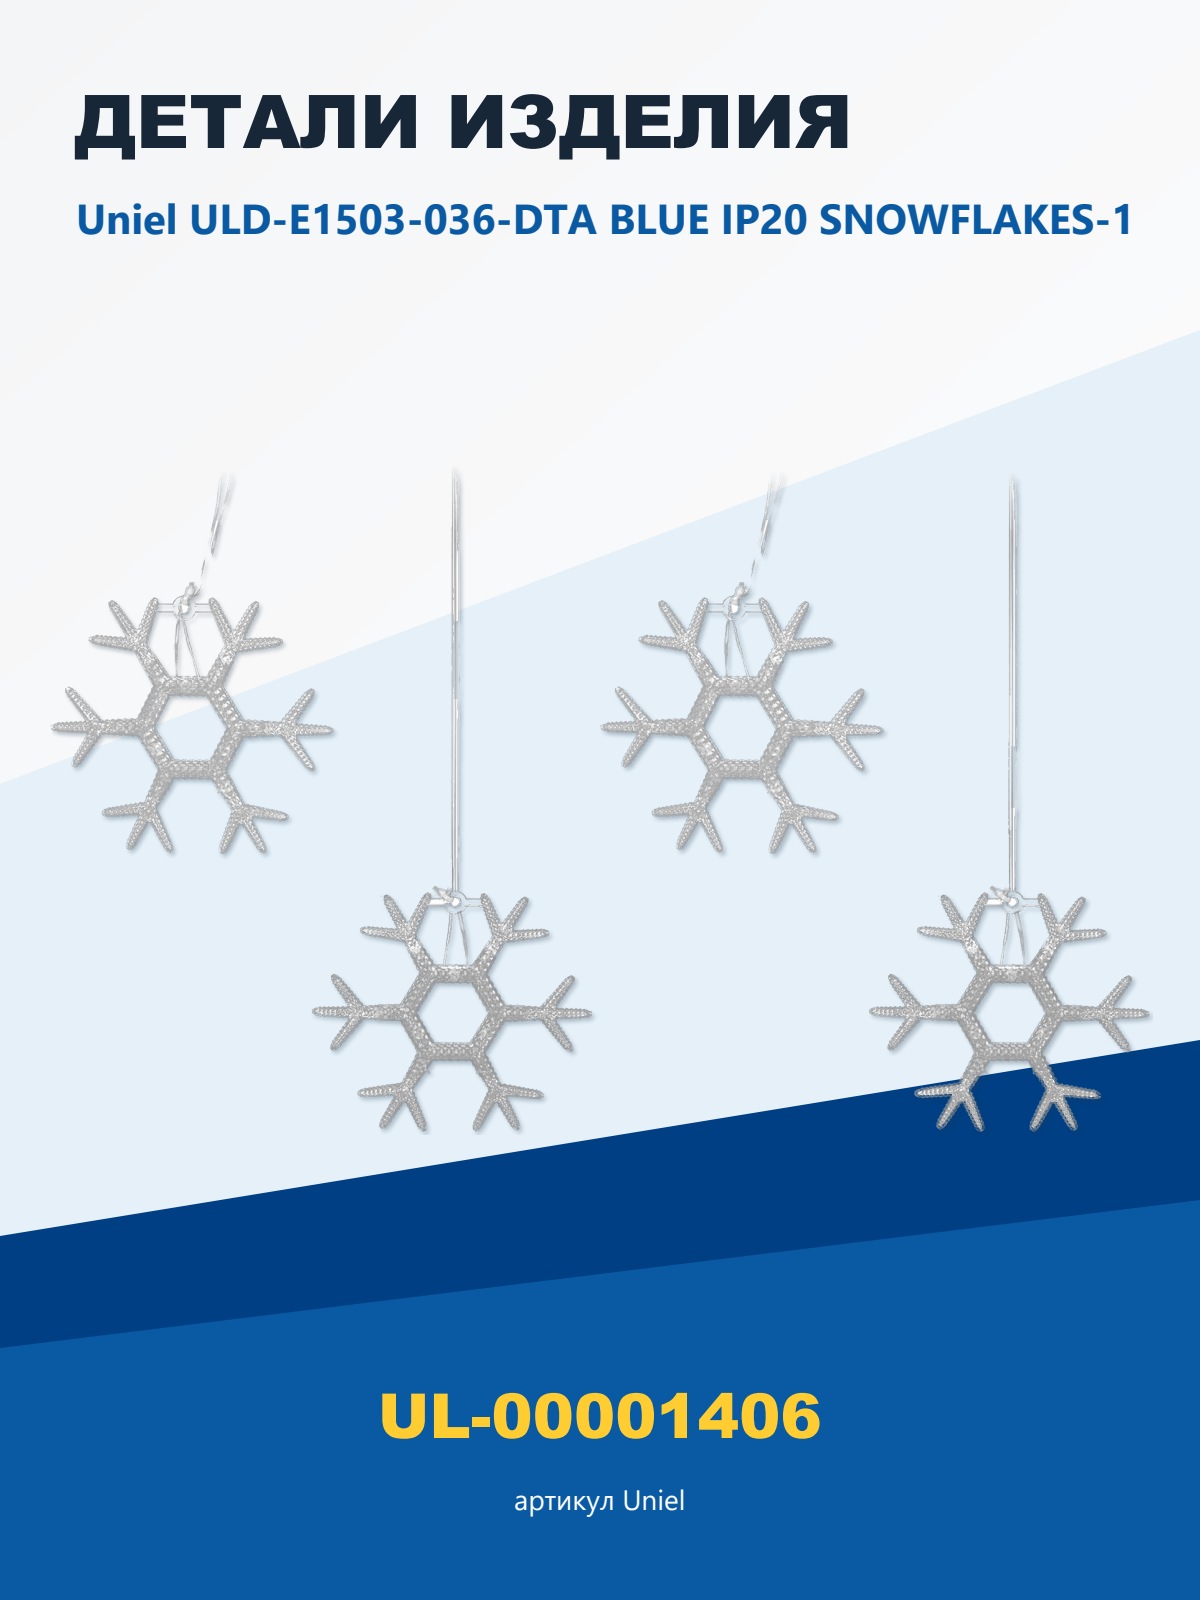 ДЕТАЛИ ИЗДЕЛИЯ
Uniel ULD-E1503-036-DTA BLUE IP20 SNOWFLAKES-1
UL-00001406
артикул Uniel